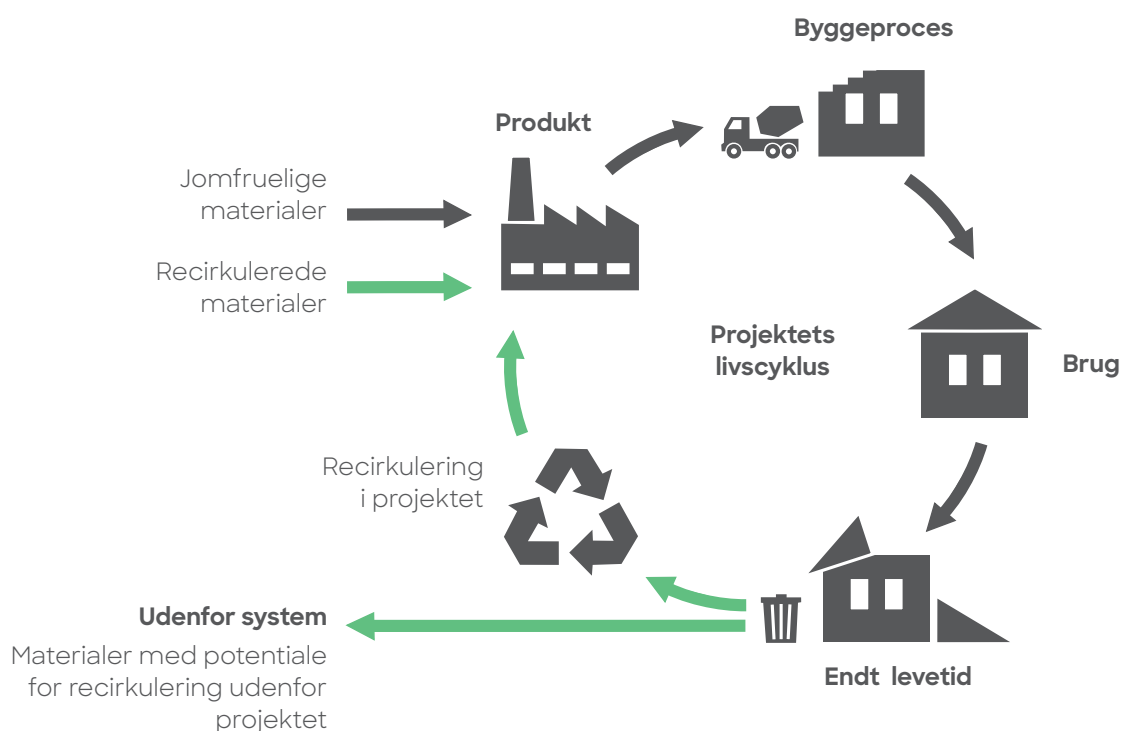 Byggeproces
Produkt
Jomfruelige
materialer
Recirkulerede
materialer
Projektets
livscyklus
Brug
Recirkulering
i projektet
Udenfor system
Materialer med potentiale
for recirkulering udenfor
projektet
Endt levetid